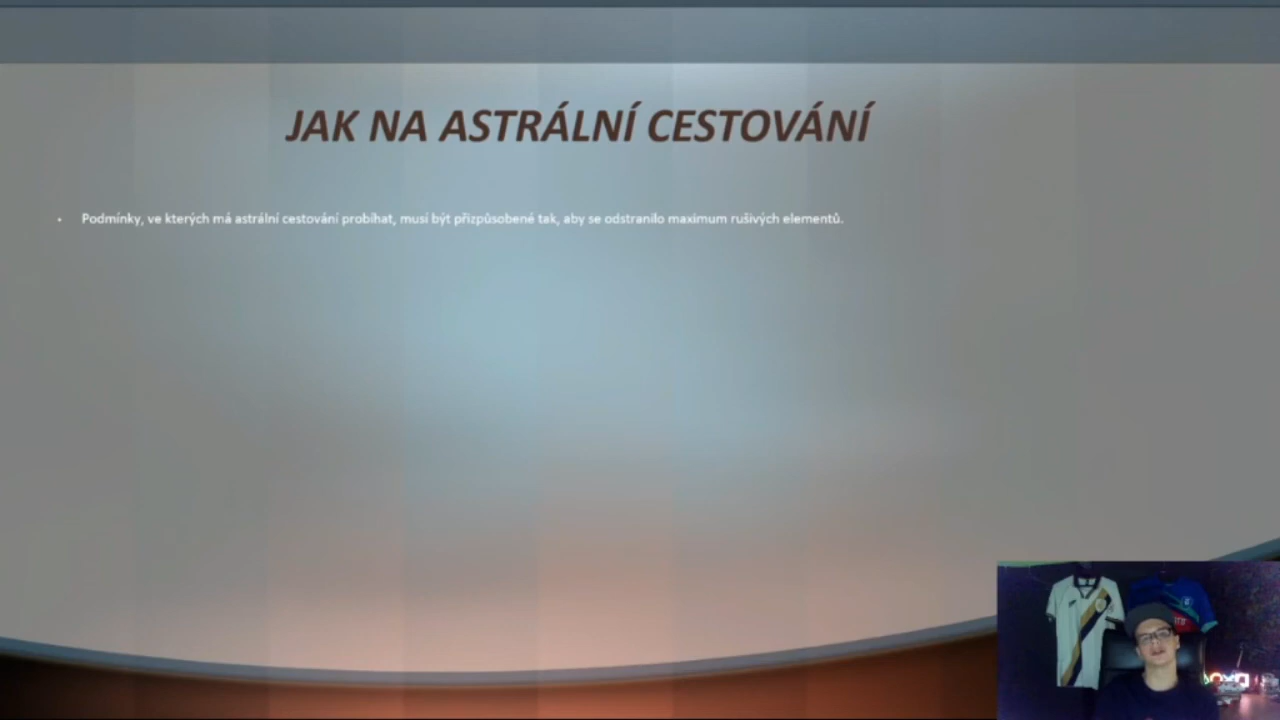 JAK NA ASTRÁLNÍ CESTOVÁNÍ
• Podmínky, ve kterých má astrální cestování probíhat, musí být přizpůsobené tak, aby se odstranilo maximum rušivých elementů.